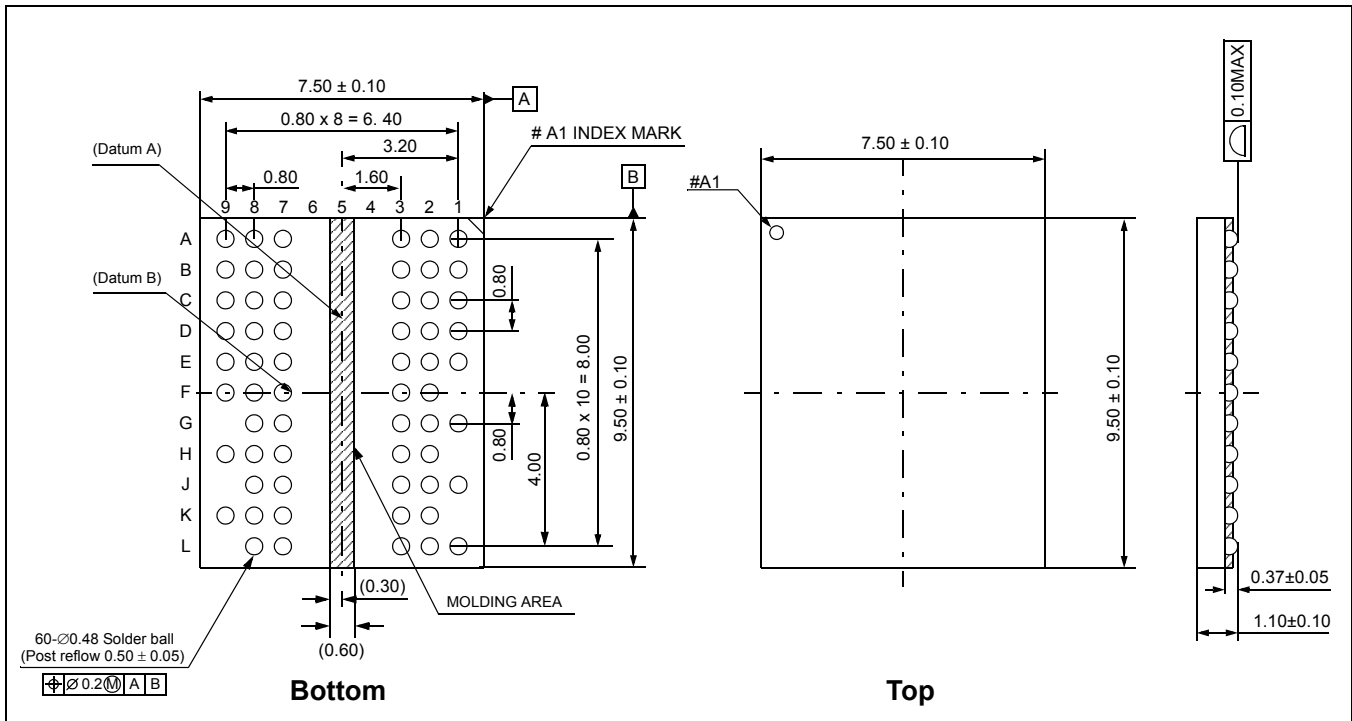 7.50 ± 0.10
A
0.80 x 8 = 6. 40
# A1 INDEX MARK
(Datum A)
3.20
0.80
1.60
B
9 8 7 6 5 4 3 2 1
A
B
C
D
E
F
G
H
J
K
L
(Datum B)
0.80
0.80 x 10 = 8.00
9.50 ± 0.10
0.80
4.00
(0.30)
MOLDING AREA
(0.60)
60-∅0.48 Solder ball
(Post reflow 0.50 ± 0.05)
⌖ ∅ 0.2Ⓜ A B
Bottom
7.50 ± 0.10
#A1
9.50 ± 0.10
Top
0.10MAX
0.37±0.05
1.10±0.10